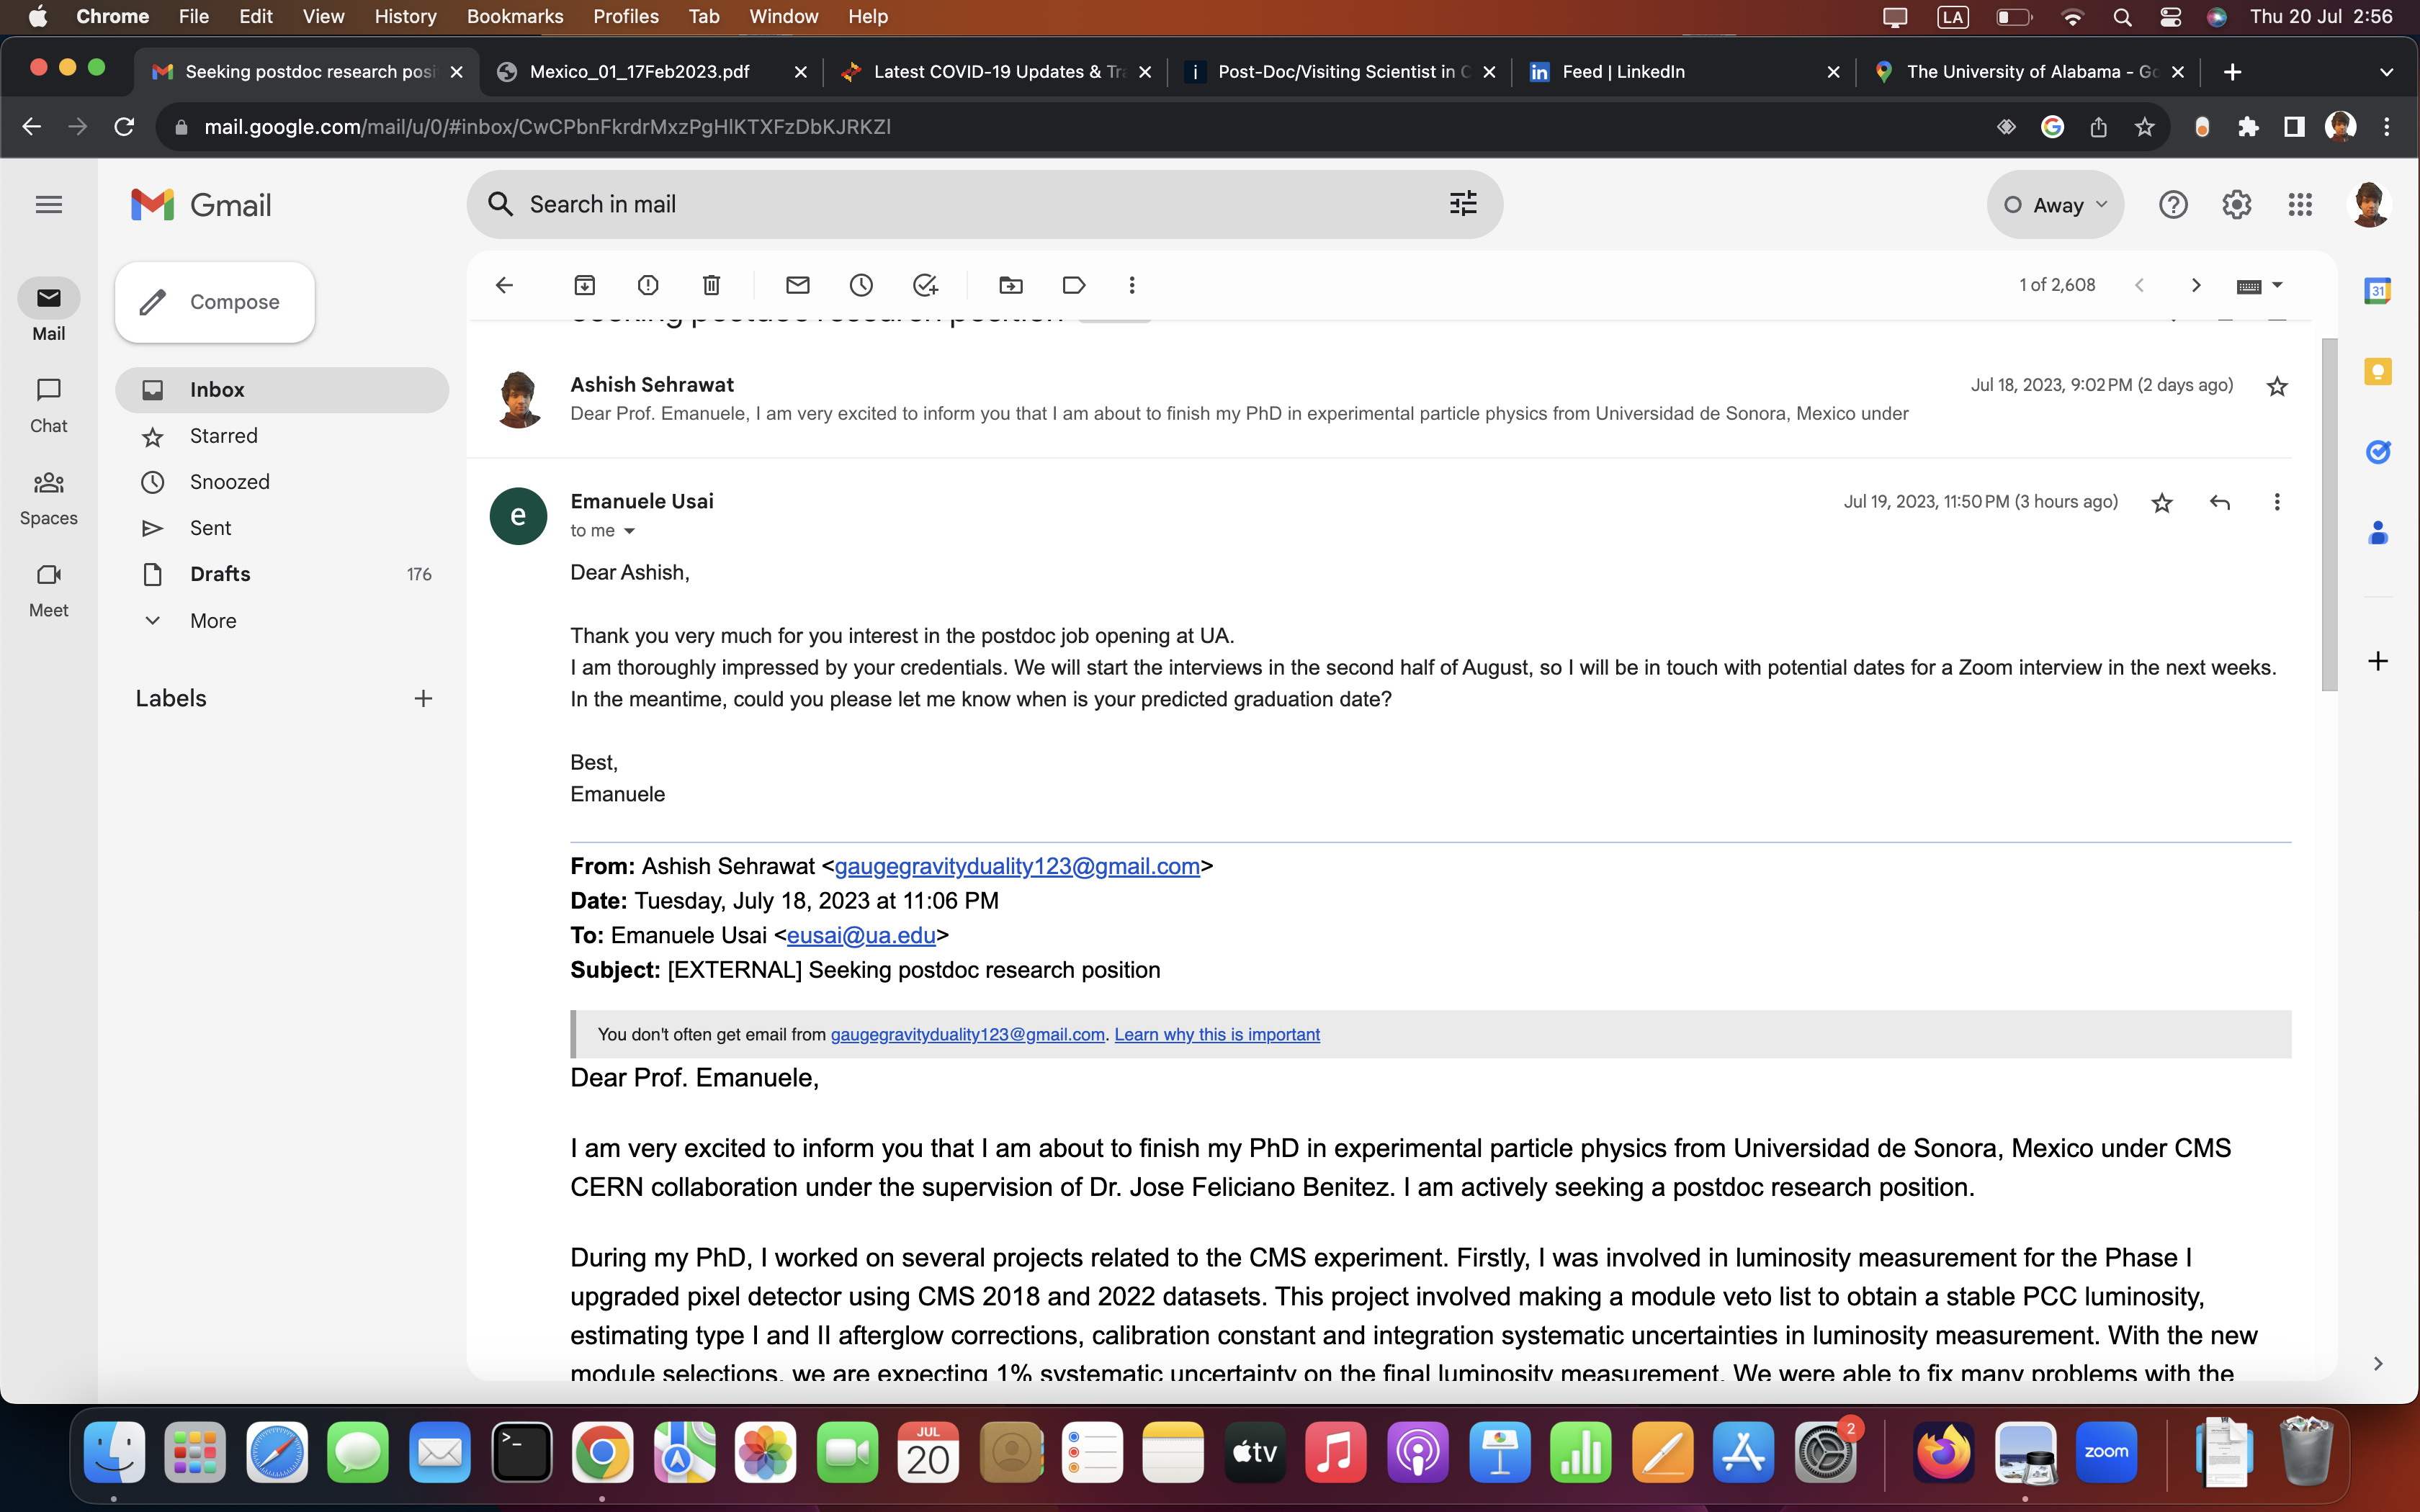 Chrome File Edit View History Bookmarks Profiles Tab Window Help LA Thu 20 Jul 2:56
Seeking postdoc research posi Mexico_01_17Feb2023.pdf Latest COVID-19 Updates & Tra Post-Doc/Visiting Scientist in C Feed | LinkedIn The University of Alabama - Go
mail.google.com/mail/u/0/#inbox/
Gmail
Search in mail
Away
Compose
1 of 2,608
31
Mail
Chat
Spaces
Meet
Inbox
Starred
Snoozed
Sent
Drafts 176
More
Labels
Seeking postdoc research position
Ashish Sehrawat Jul 18, 2023, 9:02 PM (2 days ago)
Dear Prof. Emanuele, I am very excited to inform you that I am about to finish my PhD in experimental particle physics from Universidad de Sonora, Mexico under
e
Emanuele Usai Jul 19, 2023, 11:50 PM (3 hours ago)
to me
Dear Ashish,
Thank you very much for you interest in the postdoc job opening at UA.
I am thoroughly impressed by your credentials. We will start the interviews in the second half of August, so I will be in touch with potential dates for a Zoom interview in the next weeks.
In the meantime, could you please let me know when is your predicted graduation date?
Best,
Emanuele
From: Ashish Sehrawat <gaugegravityduality123@gmail.com>
Date: Tuesday, July 18, 2023 at 11:06 PM
To: Emanuele Usai <eusai@ua.edu>
Subject: [EXTERNAL] Seeking postdoc research position
You don't often get email from gaugegravityduality123@gmail.com. Learn why this is important
Dear Prof. Emanuele,
I am very excited to inform you that I am about to finish my PhD in experimental particle physics from Universidad de Sonora, Mexico under CMS
CERN collaboration under the supervision of Dr. Jose Feliciano Benitez. I am actively seeking a postdoc research position.
During my PhD, I worked on several projects related to the CMS experiment. Firstly, I was involved in luminosity measurement for the Phase I
upgraded pixel detector using CMS 2018 and 2022 datasets. This project involved making a module veto list to obtain a stable PCC luminosity,
estimating type I and II afterglow corrections, calibration constant and integration systematic uncertainties in luminosity measurement. With the new
module selections, we are expecting 1% systematic uncertainty on the final luminosity measurement. We were able to fix many problems with the
JUL
20
tv
2
zoom